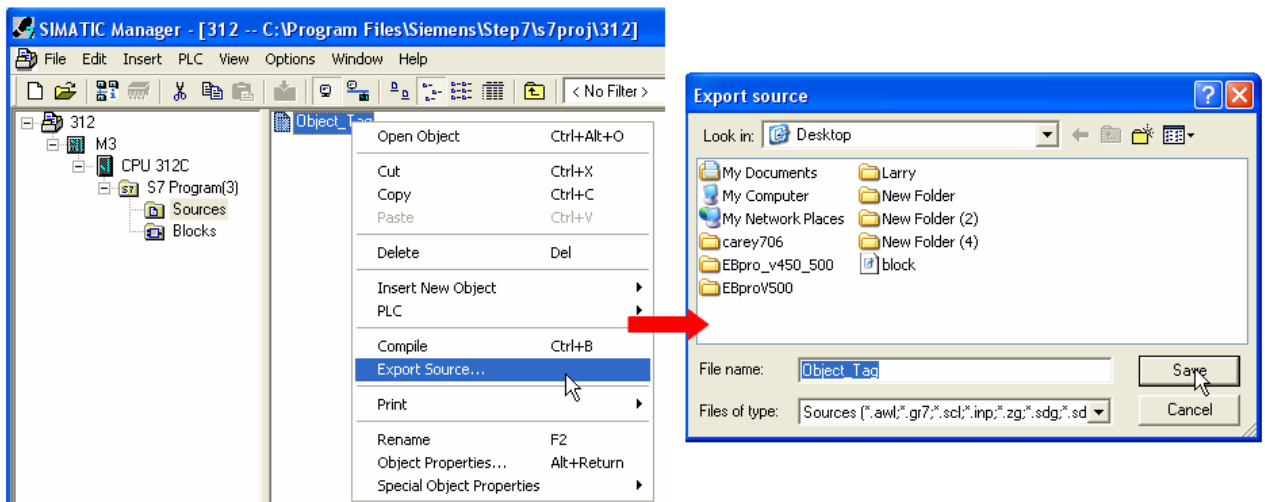 SIMATIC Manager - [312 -- C:\Program Files\Siemens\Step7\s7proj\312]
File Edit Insert PLC View Options Window Help
< No Filter >
312
M3
CPU 312C
S7 Program(3)
Sources
Blocks
Object_Tag
Open Object Ctrl+Alt+O
Cut Ctrl+X
Copy Ctrl+C
Paste Ctrl+V
Delete Del
Insert New Object
PLC
Compile Ctrl+B
Export Source...
Print
Rename F2
Object Properties... Alt+Return
Special Object Properties
Export source
Look in: Desktop
My Documents Larry
My Computer New Folder
My Network Places New Folder (2)
carey706 New Folder (4)
EBpro_v450_500 block
EBproV500
File name: Object_Tag Save
Files of type: Sources (*.awl;*.gr7;*.scl;*.inp;*.zg;*.sdg;*.sd Cancel